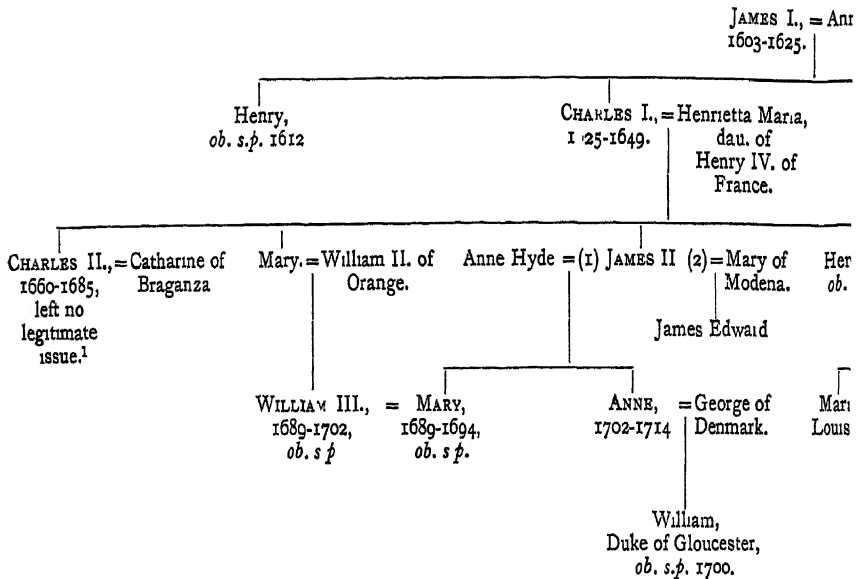 JAMES I., = Ann
1603-1625.
Henry,
ob. s.p. 1612
CHARLES I., = Henrietta Maria,
1 25-1649. dau. of
Henry IV. of
France.
CHARLES II., = Catharine of
1660-1685, Braganza
left no
legitimate
issue.¹
Mary. = William II. of
Orange.
Anne Hyde = (1) JAMES II (2) = Mary of
Modena.
Her
ob.
James Edward
WILLIAM III., = MARY,
1689-1702, 1689-1694,
ob. s p ob. s p.
ANNE, = George of
1702-1714 Denmark.
Mari
Louis
William,
Duke of Gloucester,
ob. s.p. 1700.